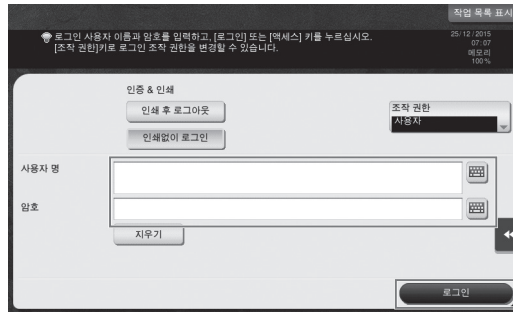 작업 목록 표시
로그인 사용자 이름과 암호를 입력하고, [로그인] 또는 [액세스] 키를 누르십시오.
[조작 권한]키로 로그인 조작 권한을 변경할 수 있습니다.
25/12/2015
07:07
메모리
100%
인증 & 인쇄
인쇄 후 로그아웃
조작 권한
사용자
인쇄없이 로그인
사용자 명
암호
지우기
로그인